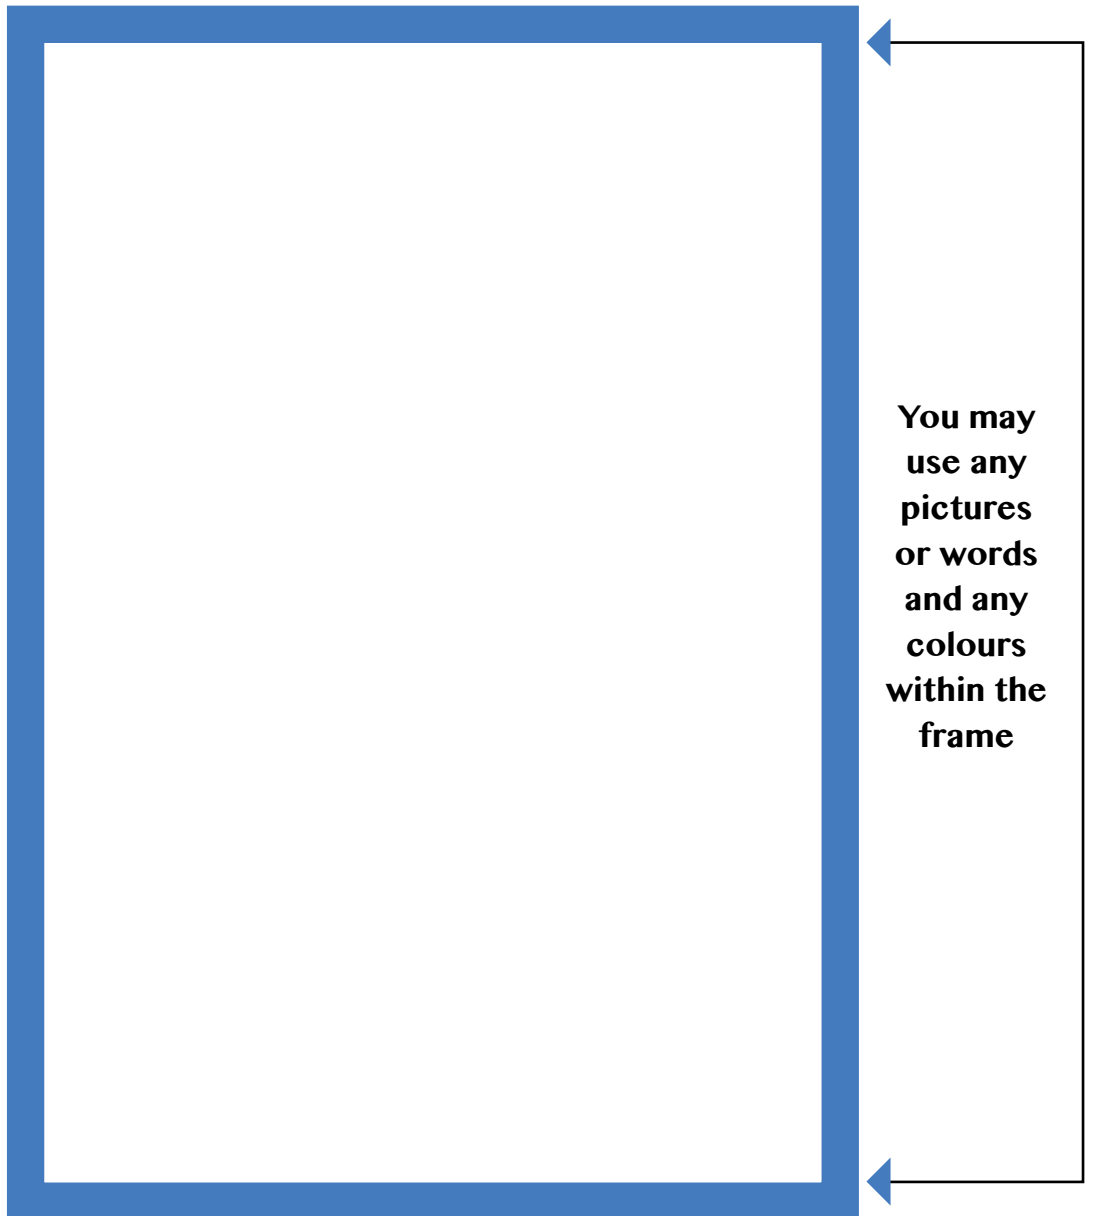 You may
use any
pictures
or words
and any
colours
within the
frame